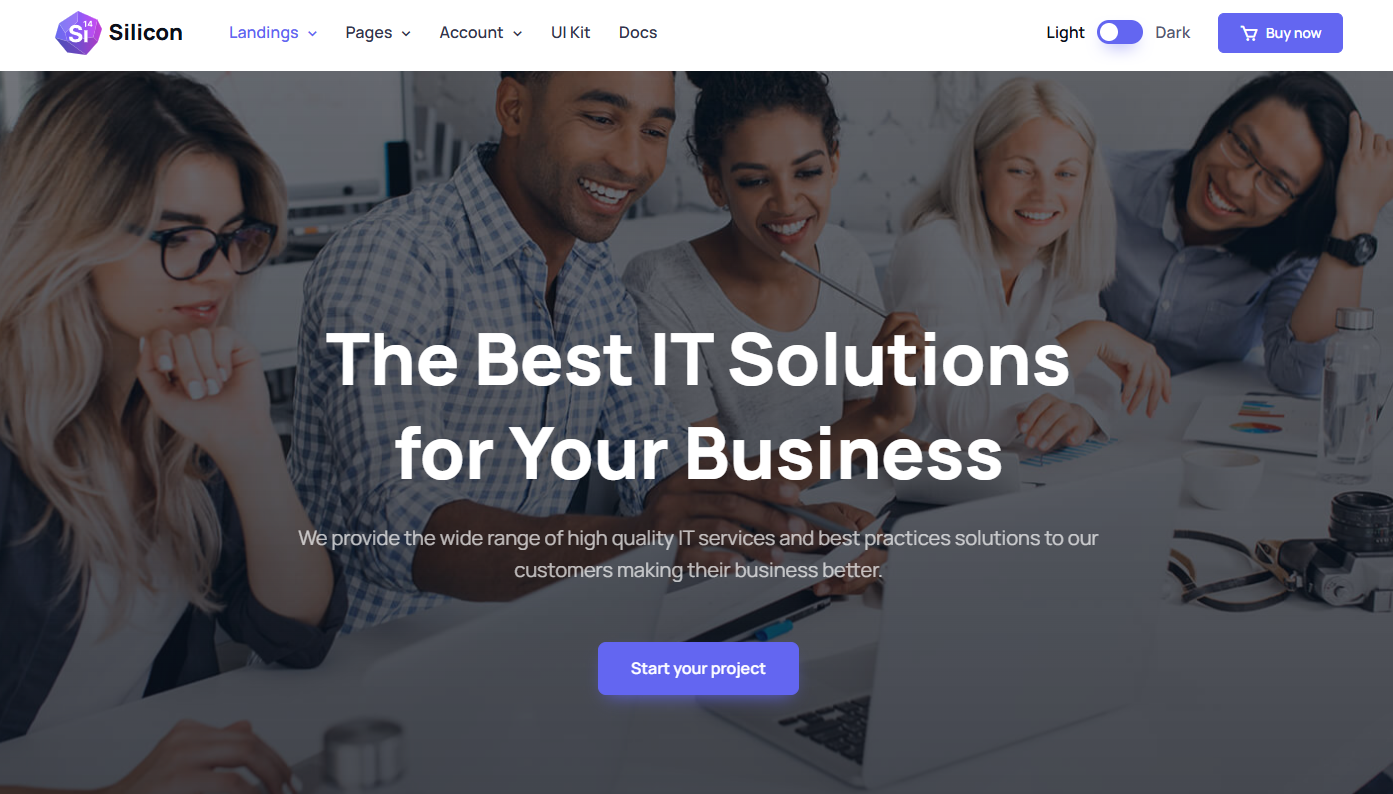 Si 14 Silicon Landings Pages Account UI Kit Docs Light Dark Buy now
The Best IT Solutions
for Your Business
We provide the wide range of high quality IT services and best practices solutions to our
customers making their business better.
Start your project